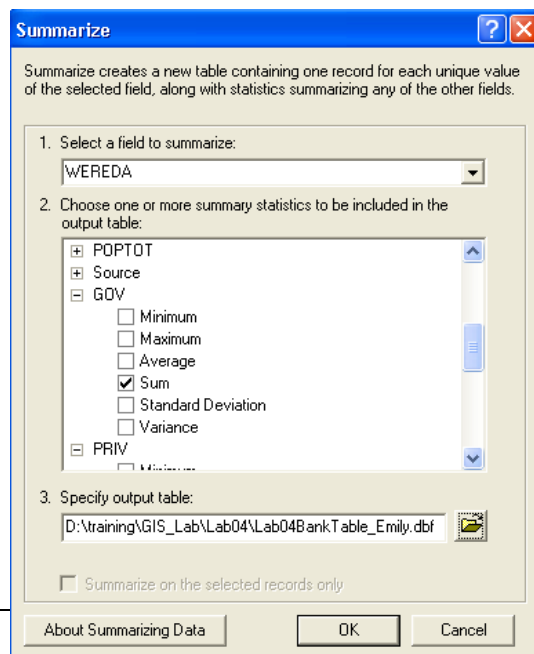 Summarize
Summarize creates a new table containing one record for each unique value
of the selected field, along with statistics summarizing any of the other fields.
1. Select a field to summarize:
WEREDA
2. Choose one or more summary statistics to be included in the
output table:
POPTOT
Source
GOV
Minimum
Maximum
Average
Sum
Standard Deviation
Variance
PRIV
Minimum
3. Specify output table:
D:\training\GIS_Lab\Lab04\Lab04BankTable_Emily.dbf
Summarize on the selected records only
About Summarizing Data
OK
Cancel